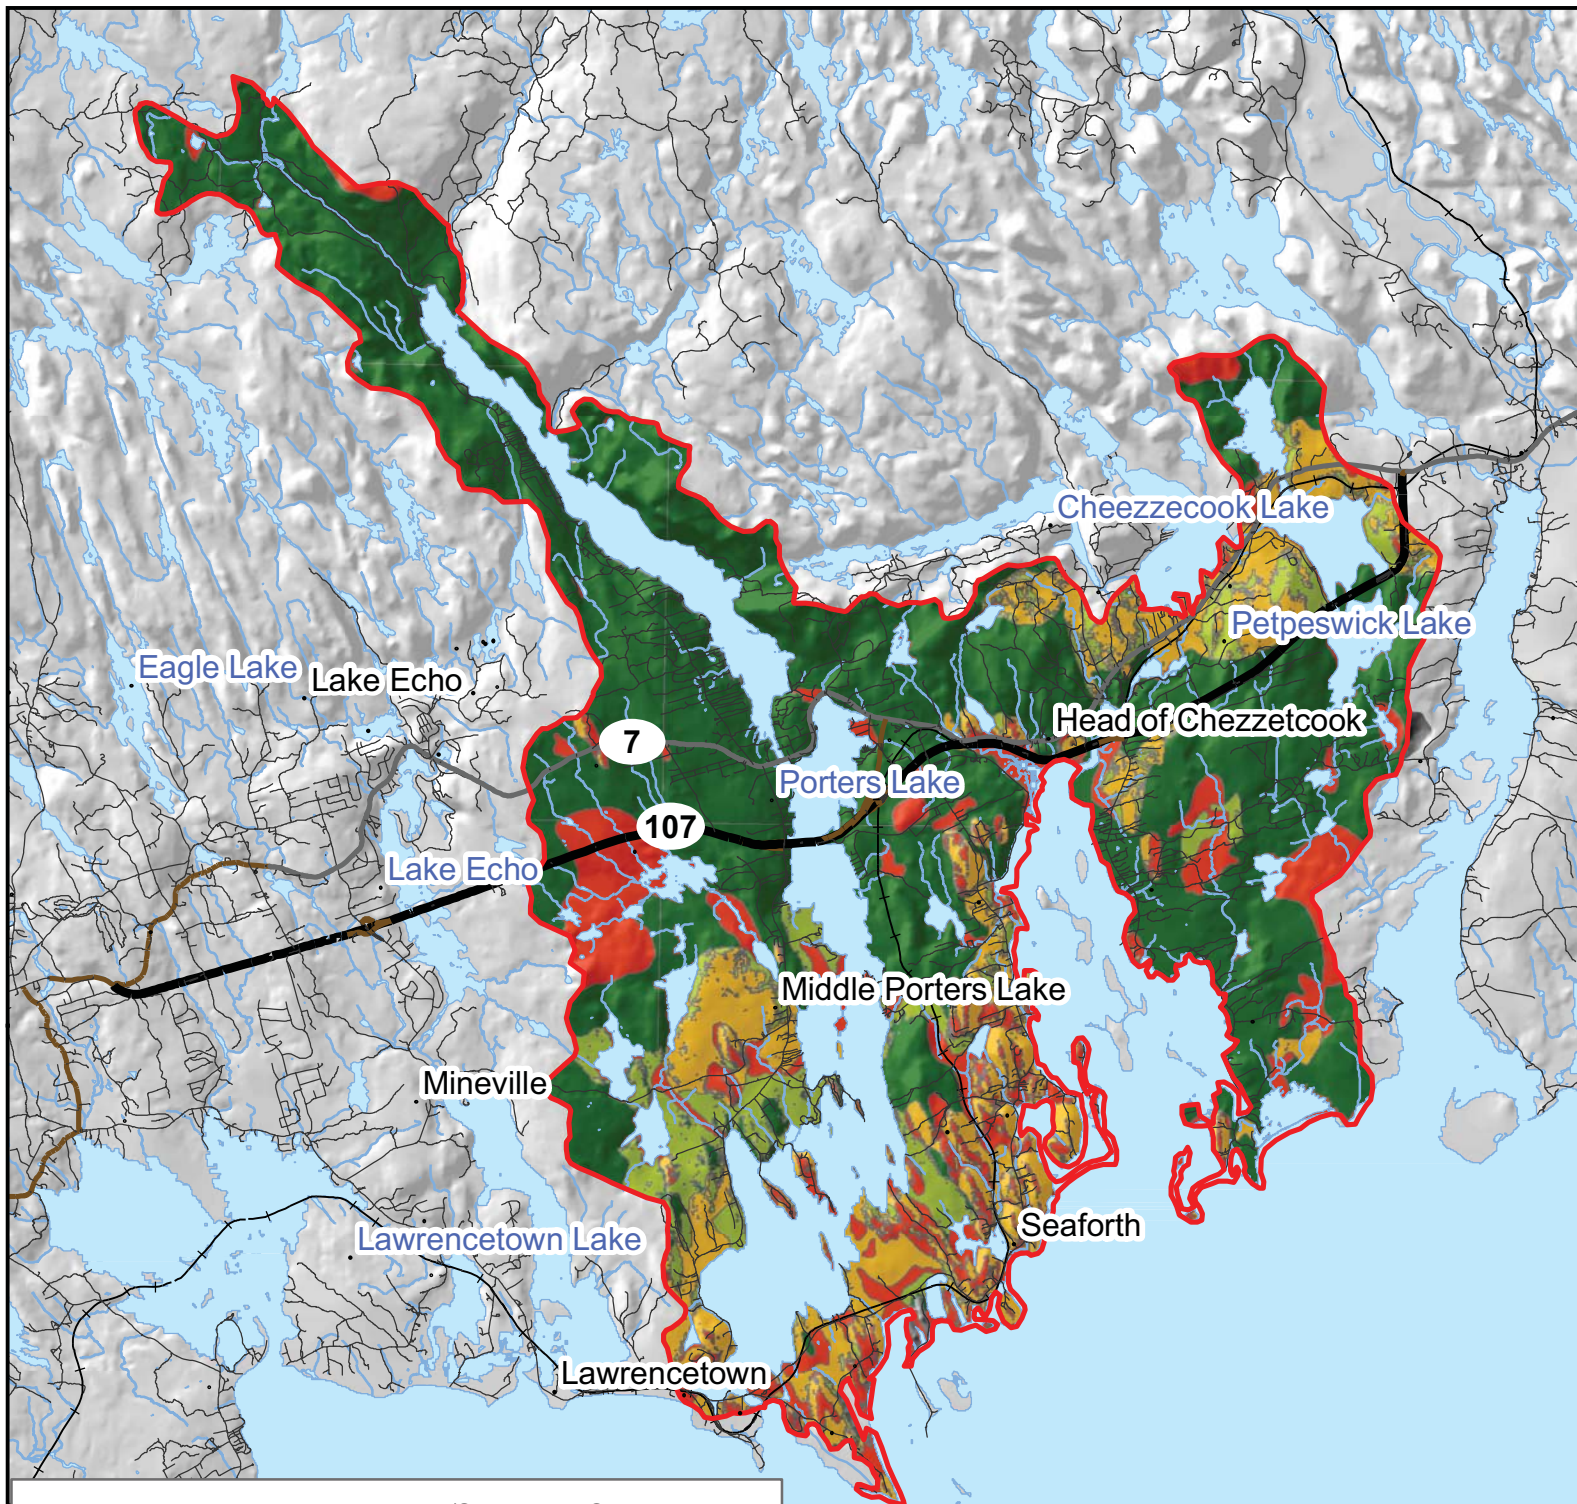 Cheezzecook Lake
Petpeswick Lake
Eagle Lake
Lake Echo
Head of Chezzetcook
7
Porters Lake
107
Lake Echo
Middle Porters Lake
Mineville
Seaforth
Lawrencetown Lake
Lawrencetown